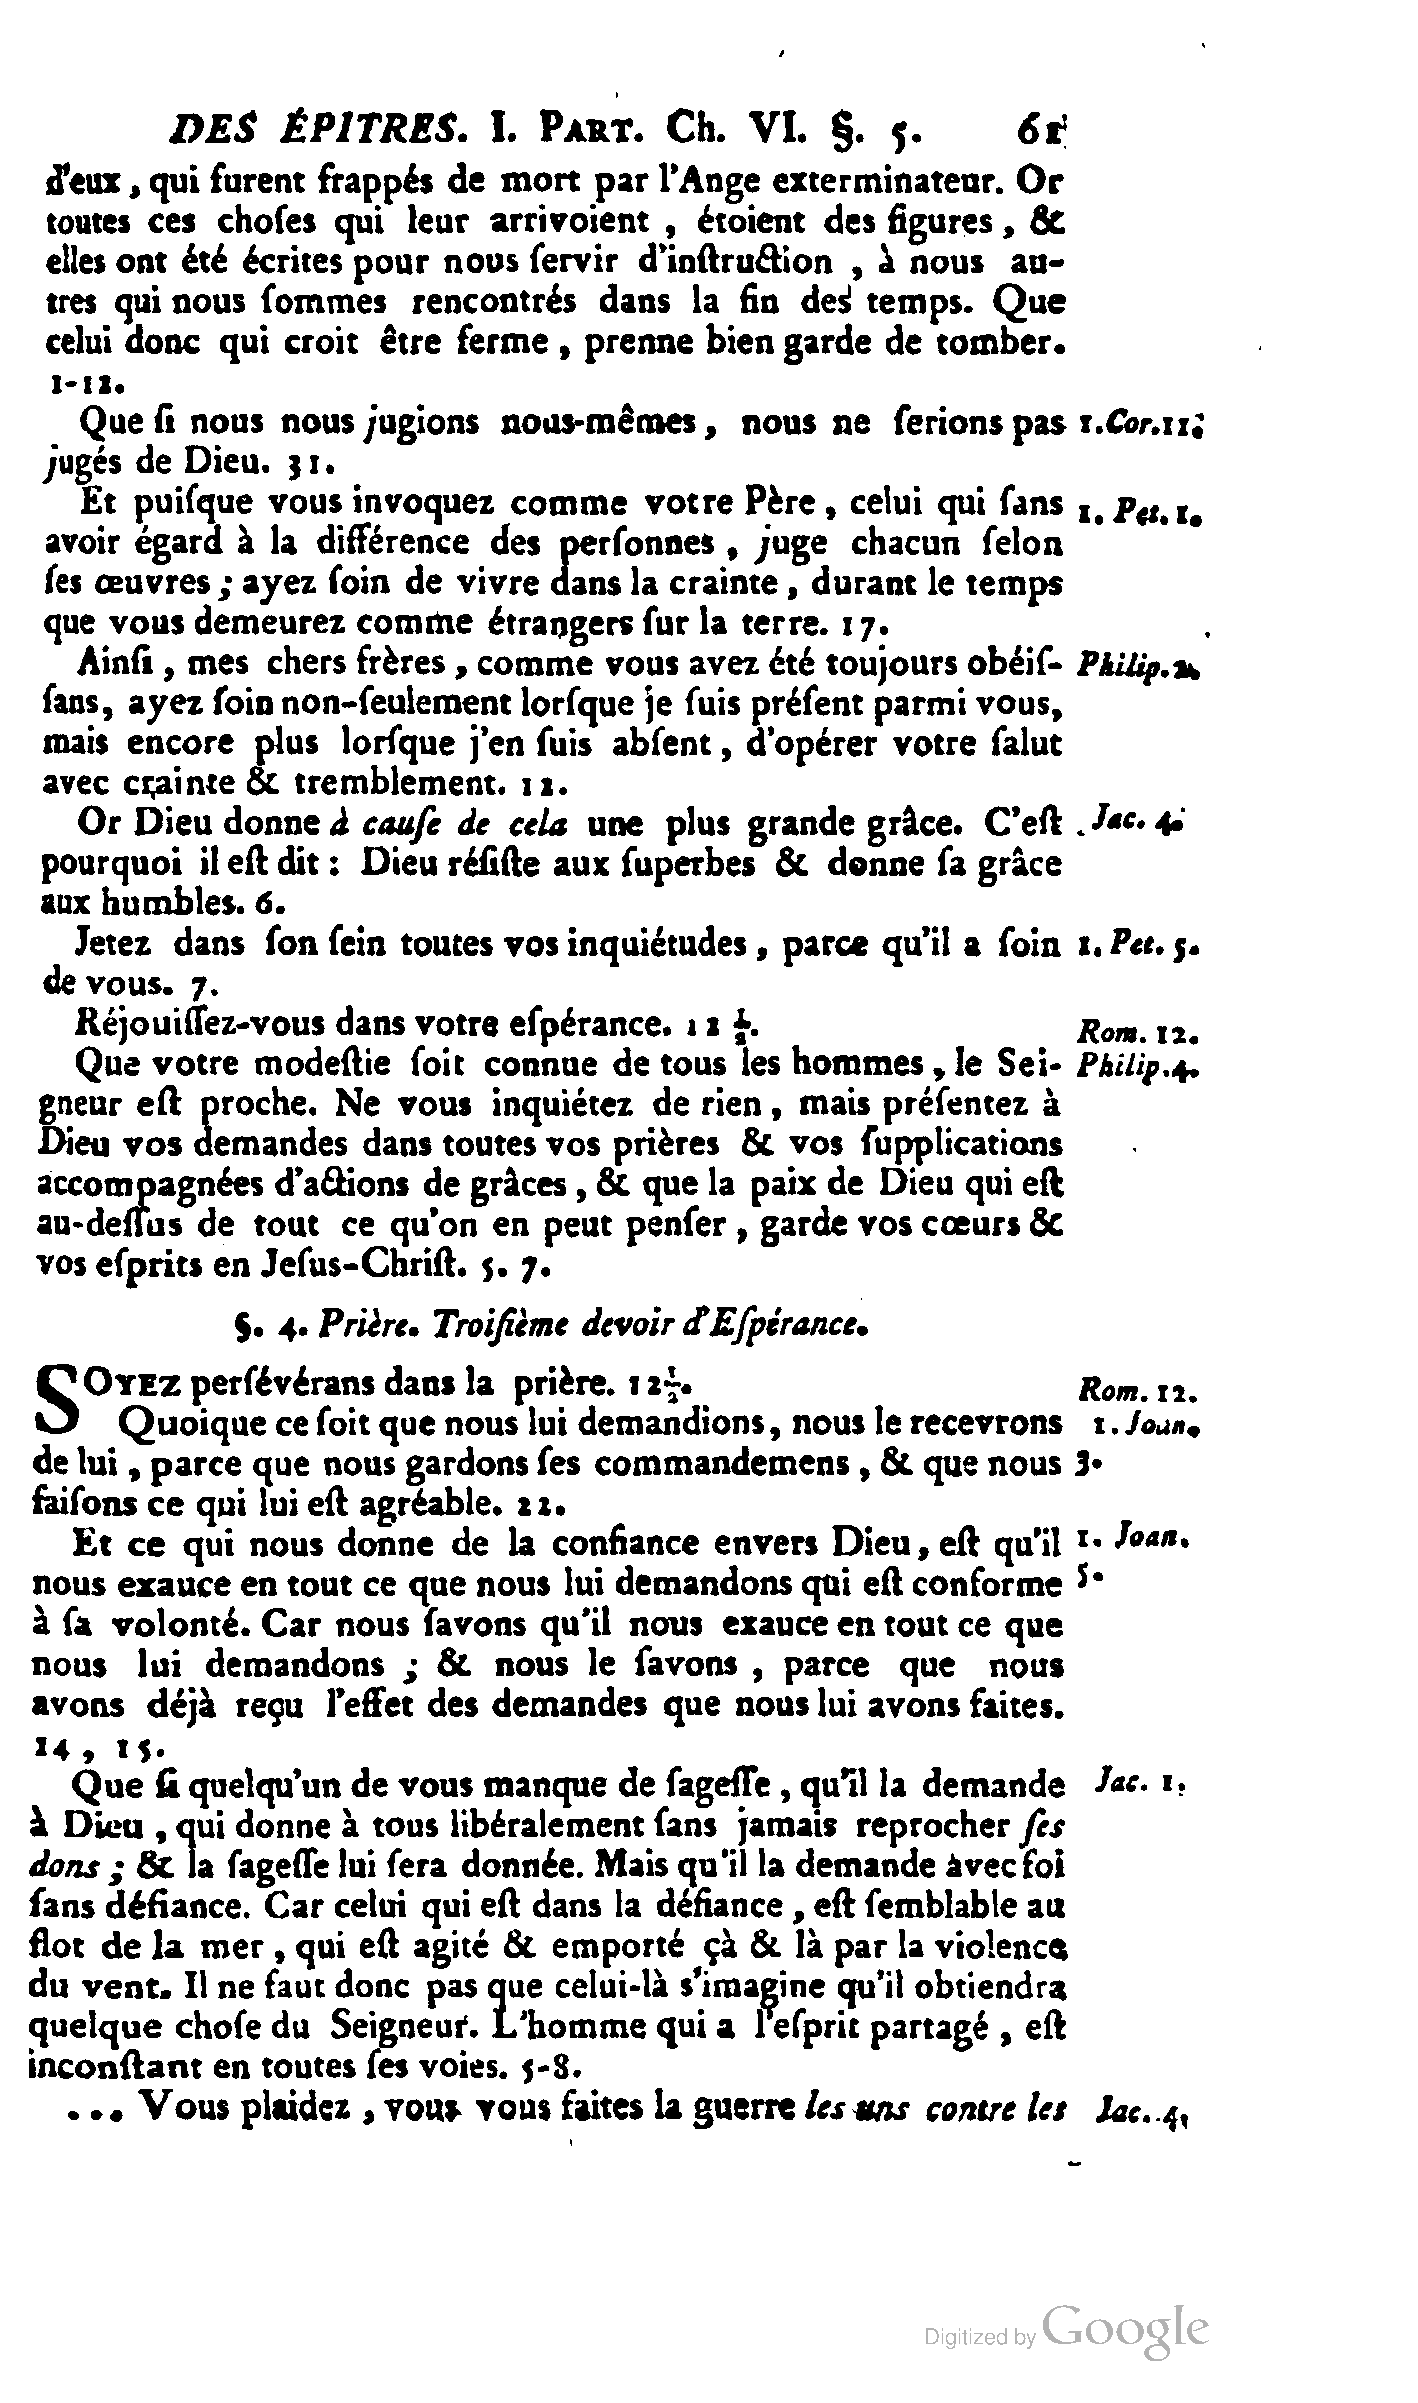 DES ÉPITRES. I. PART. Ch. VI. §. 5. 61
d'eux, qui furent frappés de mort par l'Ange exterminateur. Or
toutes ces choſes qui leur arrivoient, étoient des figures, &
elles ont été écrites pour nous ſervir d'inſtruction, à nous au-
tres qui nous ſommes rencontrés dans la fin des temps. Que
celui donc qui croit être ferme, prenne bien garde de tomber.
1-12.
Que ſi nous nous jugions nous-mêmes, nous ne ſerions pas 1.Cor.11.
jugés de Dieu. 31.
Et puiſque vous invoquez comme votre Père, celui qui ſans 1. Pet. 1.
avoir égard à la différence des perſonnes, juge chacun ſelon
ſes œuvres; ayez ſoin de vivre dans la crainte, durant le temps
que vous demeurez comme étrangers ſur la terre. 17.
Ainſi, mes chers frères, comme vous avez été toujours obéiſ- Philip.2.
ſans, ayez ſoin non-ſeulement lorſque je ſuis préſent parmi vous,
mais encore plus lorſque j'en ſuis abſent, d'opérer votre ſalut
avec crainte & tremblement. 12.
Or Dieu donne à cauſe de cela une plus grande grâce. C'eſt Jac. 4.
pourquoi il eſt dit : Dieu réſiſte aux ſuperbes & donne ſa grâce
aux humbles. 6.
Jetez dans ſon ſein toutes vos inquiétudes, parce qu'il a ſoin 1. Pet. 5.
de vous. 7.
Réjouiſſez-vous dans votre eſpérance. 12 ½. Rom. 12.
Que votre modeſtie ſoit connue de tous les hommes, le Sei- Philip.4.
gneur eſt proche. Ne vous inquiétez de rien, mais préſentez à
Dieu vos demandes dans toutes vos prières & vos ſupplications
accompagnées d'actions de grâces, & que la paix de Dieu qui eſt
au-deſſus de tout ce qu'on en peut penſer, garde vos cœurs &
vos eſprits en Jeſus-Chriſt. 5. 7.
§. 4. Prière. Troiſième devoir d'Eſpérance.
SOYEZ perſévérans dans la prière. 12½. Rom. 12.
Quoique ce ſoit que nous lui demandions, nous le recevrons 1. Joan.
de lui, parce que nous gardons ſes commandemens, & que nous 3.
faiſons ce qui lui eſt agréable. 22.
Et ce qui nous donne de la confiance envers Dieu, eſt qu'il 1. Joan.
nous exauce en tout ce que nous lui demandons qui eſt conforme 5.
à ſa volonté. Car nous ſavons qu'il nous exauce en tout ce que
nous lui demandons ; & nous le ſavons, parce que nous
avons déjà reçu l'effet des demandes que nous lui avons faites.
14, 15.
Que ſi quelqu'un de vous manque de ſageſſe, qu'il la demande Jac. 1.
à Dieu, qui donne à tous libéralement ſans jamais reprocher ſes
dons ; & la ſageſſe lui ſera donnée. Mais qu'il la demande avec foi
ſans défiance. Car celui qui eſt dans la défiance, eſt ſemblable au
flot de la mer, qui eſt agité & emporté çà & là par la violence
du vent. Il ne faut donc pas que celui-là s'imagine qu'il obtiendra
quelque choſe du Seigneur. L'homme qui a l'eſprit partagé, eſt
inconſtant en toutes ſes voies. 5-8.
... Vous plaidez, vous vous faites la guerre les uns contre les Jac. 4.
Digitized by Google